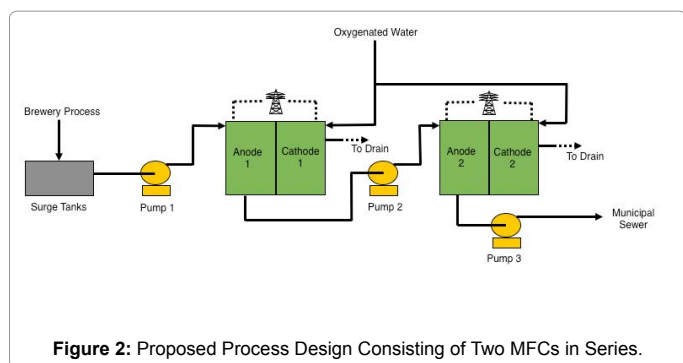 Oxygenated Water
Brewery Process
Anode
1
Cathode
1
To Drain
Anode
2
Cathode
2
To Drain
Surge Tanks
Pump 1
Pump 2
Municipal
Sewer
Pump 3
Figure 2: Proposed Process Design Consisting of Two MFCs in Series.